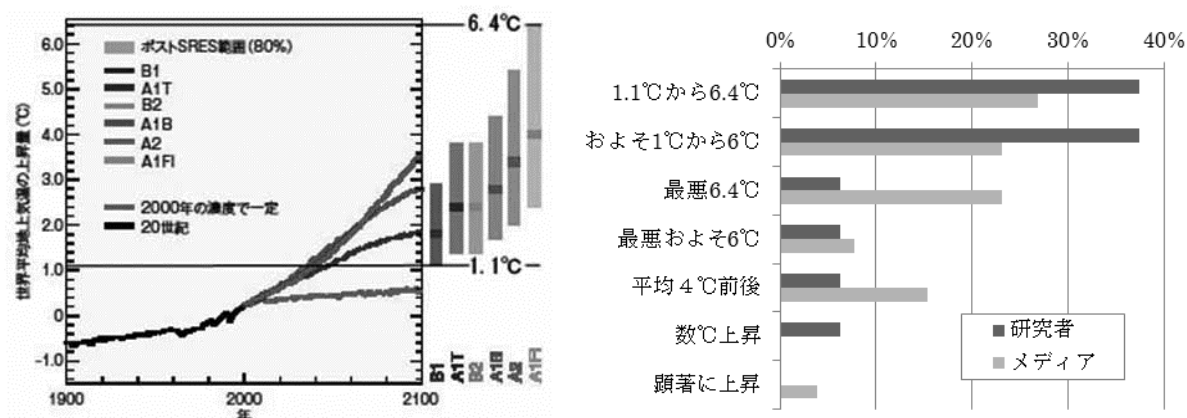 6.4℃
1.1℃
世界平均地上気温の上昇量(℃)
6.0
5.0
4.0
3.0
2.0
1.0
0
-1.0
ポストSRES範囲(80%)
B1
A1T
B2
A1B
A2
A1FI
2000年の濃度で一定
20世紀
1900
2000
2100
年
B1
A1T
B2
A1B
A2
A1FI
0%
10%
20%
30%
40%
1.1℃から6.4℃
およそ1℃から6℃
最悪6.4℃
最悪およそ6℃
平均４℃前後
数℃上昇
顕著に上昇
研究者
メディア